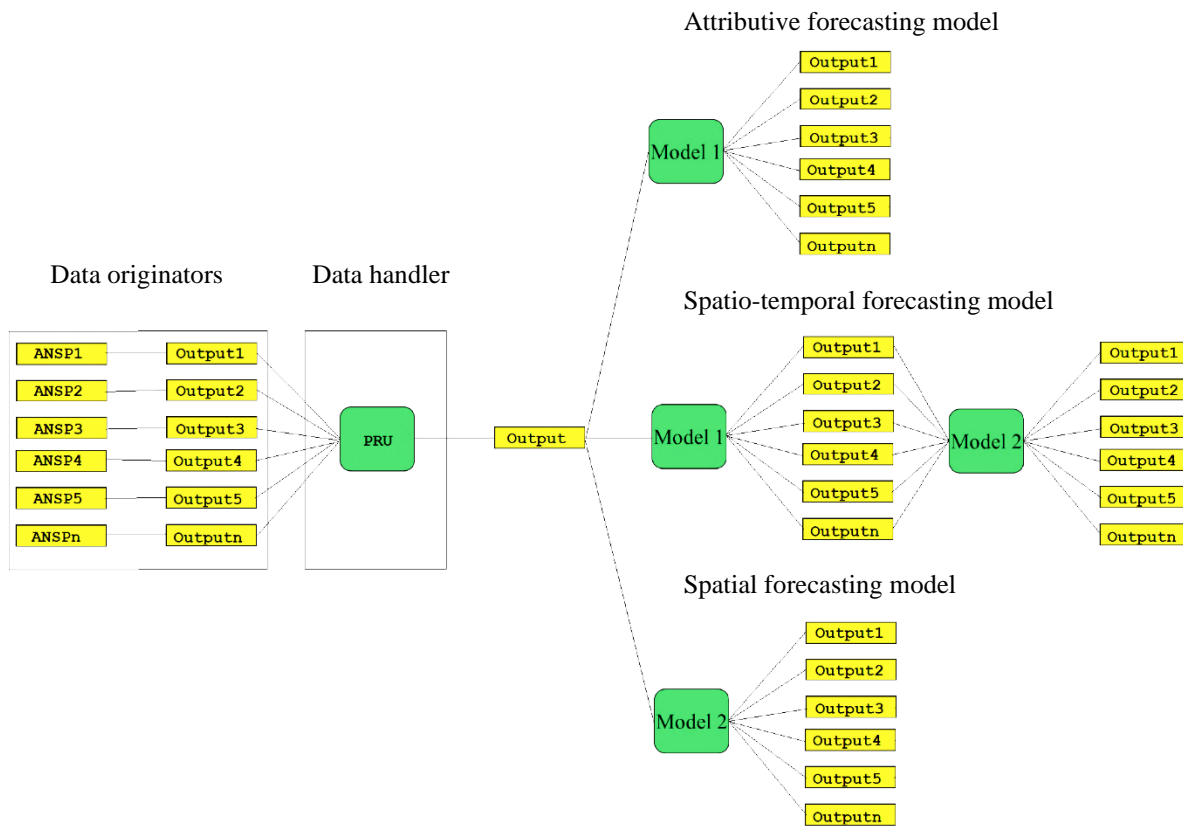 Attributive forecasting model
Output1
Output2
Output3
Output4
Output5
Outputn
Model 1
Data originators
Data handler
ANSP1
Output1
ANSP2
Output2
ANSP3
Output3
ANSP4
Output4
ANSP5
Output5
ANSPn
Outputn
PRU
Output
Spatio-temporal forecasting model
Model 1
Output1
Output2
Output3
Output4
Output5
Outputn
Model 2
Output1
Output2
Output3
Output4
Output5
Outputn
Spatial forecasting model
Model 2
Output1
Output2
Output3
Output4
Output5
Outputn